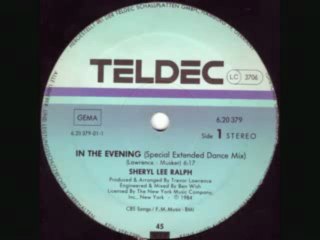 TELDEC
LC 3706
GEMA
6.20 379
6.20 379-01-1
Side 1 STEREO
IN THE EVENING (Special Extended Dance Mix)
(Lawrence - Musker) 6:17
SHERYL LEE RALPH
Produced & Arranged by Trevor Lawrence
Engineered & Mixed By Ben Wish
Licensed By The New York Music Company,
Inc., New York ℗ 1984
CBS Songs / F.M.Music - BMI
45